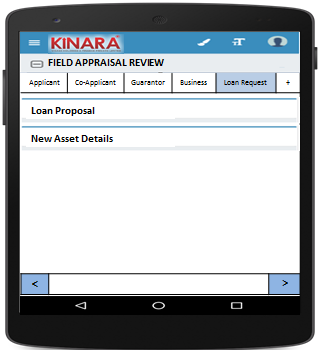 KINARA
FIELD APPRAISAL REVIEW
Applicant Co-Applicant Guarantor Business Loan Request +
Loan Proposal
New Asset Details
< >